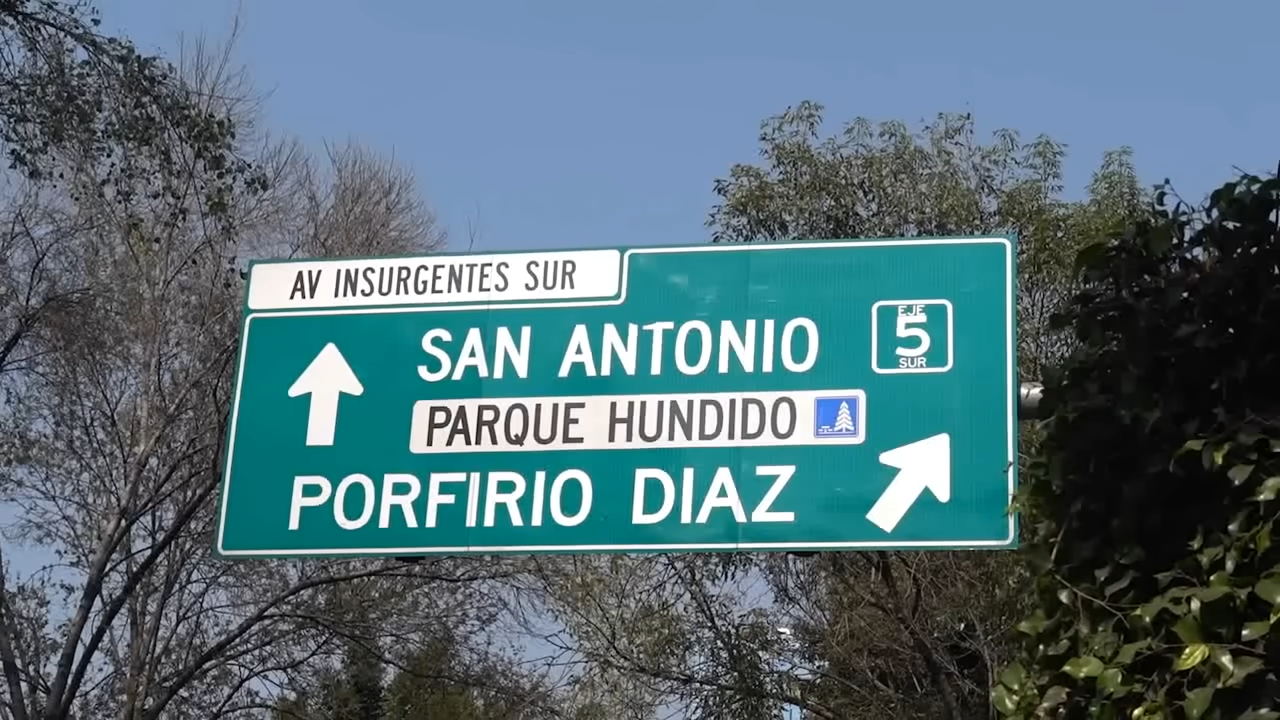 AV INSURGENTES SUR
SAN ANTONIO
EJE
5
SUR
PARQUE HUNDIDO
PORFIRIO DIAZ